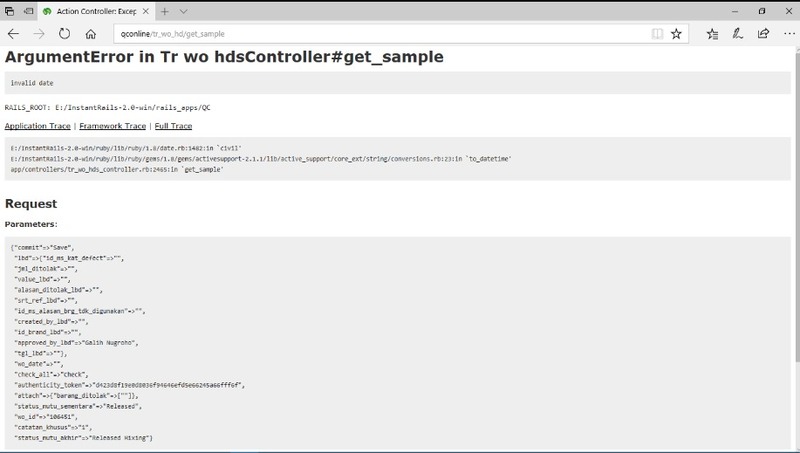 Action Controller: Excep
qconline/tr_wo_hd/get_sample
ArgumentError in Tr wo hdsController#get_sample
invalid date
RAILS_ROOT: E:/InstantRails-2.0-win/rails_apps/QC
Application Trace | Framework Trace | Full Trace
E:/InstantRails-2.0-win/ruby/lib/ruby/1.8/date.rb:1482:in `civil'
E:/InstantRails-2.0-win/ruby/lib/ruby/gems/1.8/gems/activesupport-2.1.1/lib/active_support/core_ext/string/conversions.rb:23:in `to_datetime'
app/controllers/tr_wo_hds_controller.rb:2465:in `get_sample'
Request
Parameters:
{"commit"=>"Save",
"lbd"=>{"id_ms_kat_defect"=>"",
"jml_ditolak"=>"",
"value_lbd"=>"",
"alasan_ditolak_lbd"=>"",
"srt_ref_lbd"=>"",
"id_ms_alasan_brg_tdk_digunakan"=>"",
"created_by_lbd"=>"",
"id_brand_lbd"=>"",
"approved_by_lbd"=>"Galih Nugroho",
"tgl_lbd"=>""},
"wo_date"=>"",
"check_all"=>"Check",
"authenticity_token"=>"d423d8f19e0d8036f94646efd5e66245a66fff6f",
"attach"=>{"barang_ditolak"=>[""]},
"status_mutu_sementara"=>"Released",
"wo_id"=>"106451",
"catatan_khusus"=>"1",
"status_mutu_akhir"=>"Released Mixing"}